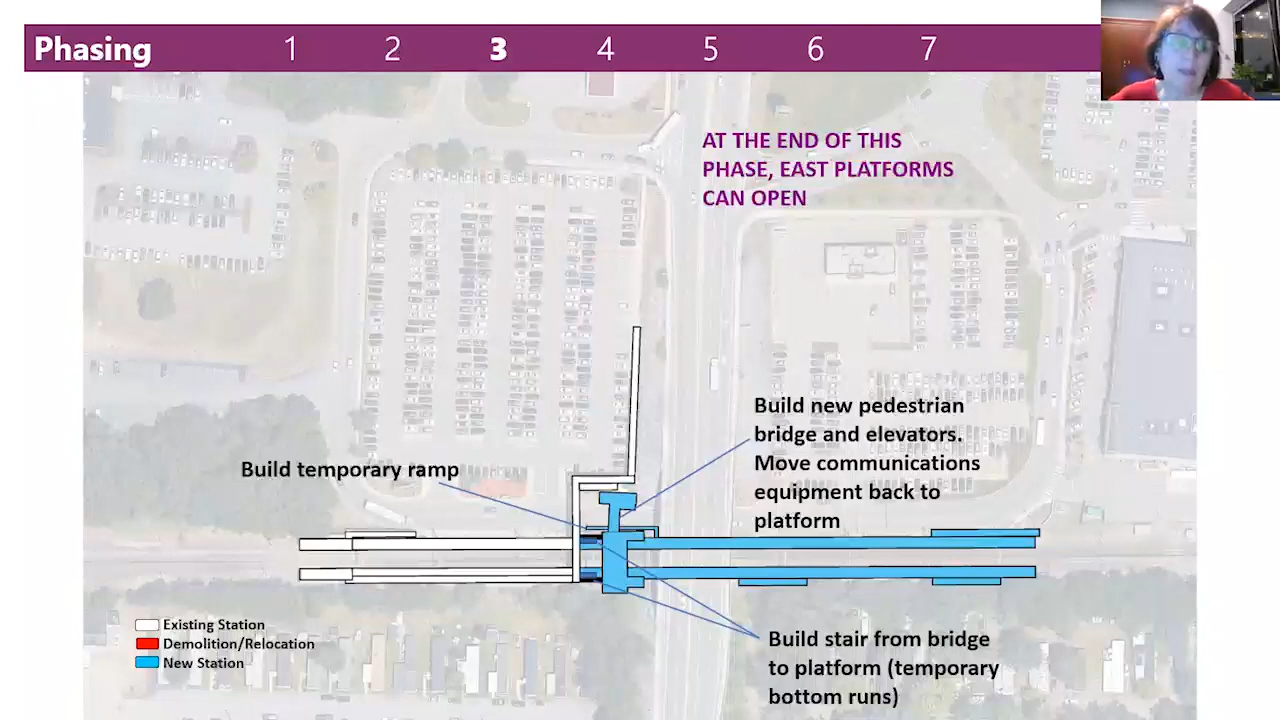 Phasing 1 2 3 4 5 6 7
AT THE END OF THIS
PHASE, EAST PLATFORMS
CAN OPEN
Build new pedestrian
bridge and elevators.
Move communications
equipment back to
platform
Build temporary ramp
Build stair from bridge
to platform (temporary
bottom runs)
Existing Station
Demolition/Relocation
New Station